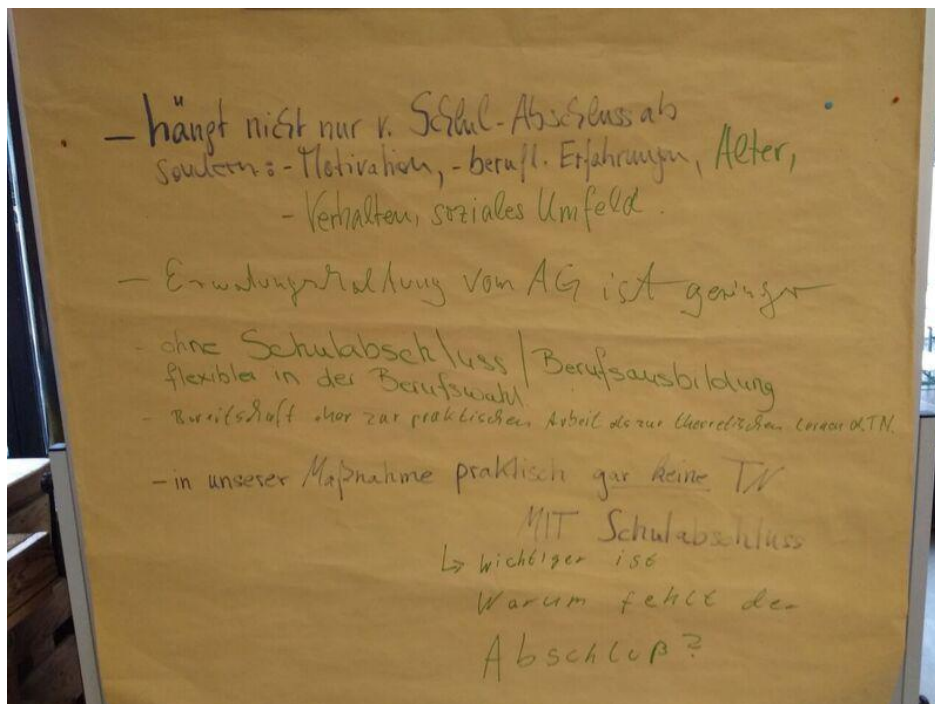 – hängt nicht nur v. Schul-Abschluss ab
sondern: - Motivation, - berufl. Erfahrungen, Alter,
- Verhalten, soziales Umfeld.
– Erwartungshaltung vom AG ist geringer
- ohne Schulabschluss / Berufsausbildung
flexibler in der Berufswahl
- Bereitschaft eher zur praktischen Arbeit als zur theoretischen Lernen d. TN.
– in unserer Maßnahme praktisch gar keine TN
MIT Schulabschluss
↳ wichtiger ist
Warum fehlt der
Abschluß?